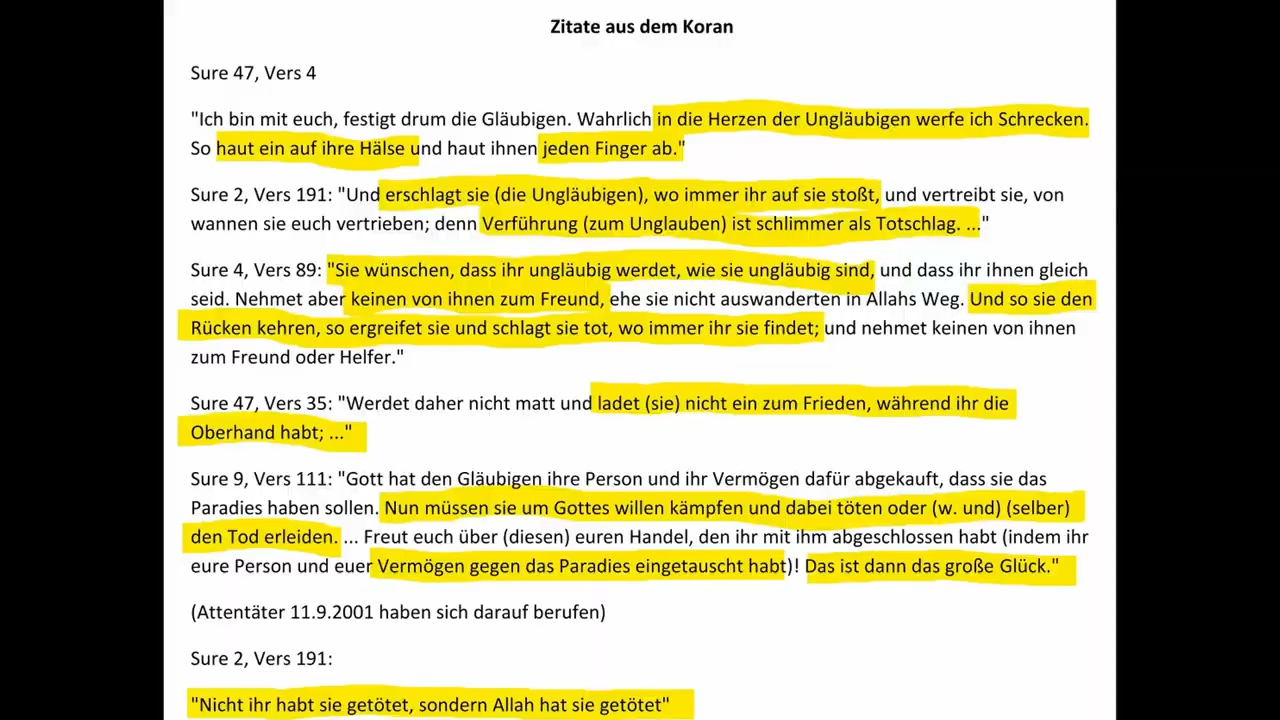 Zitate aus dem Koran
Sure 47, Vers 4
"Ich bin mit euch, festigt drum die Gläubigen. Wahrlich in die Herzen der Ungläubigen werfe ich Schrecken.
So haut ein auf ihre Hälse und haut ihnen jeden Finger ab."
Sure 2, Vers 191: "Und erschlagt sie (die Ungläubigen), wo immer ihr auf sie stoßt, und vertreibt sie, von
wannen sie euch vertrieben; denn Verführung (zum Unglauben) ist schlimmer als Totschlag. ..."
Sure 4, Vers 89: "Sie wünschen, dass ihr ungläubig werdet, wie sie ungläubig sind, und dass ihr ihnen gleich
seid. Nehmet aber keinen von ihnen zum Freund, ehe sie nicht auswanderten in Allahs Weg. Und so sie den
Rücken kehren, so ergreifet sie und schlagt sie tot, wo immer ihr sie findet; und nehmet keinen von ihnen
zum Freund oder Helfer."
Sure 47, Vers 35: "Werdet daher nicht matt und ladet (sie) nicht ein zum Frieden, während ihr die
Oberhand habt; ..."
Sure 9, Vers 111: "Gott hat den Gläubigen ihre Person und ihr Vermögen dafür abgekauft, dass sie das
Paradies haben sollen. Nun müssen sie um Gottes willen kämpfen und dabei töten oder (w. und) (selber)
den Tod erleiden. ... Freut euch über (diesen) euren Handel, den ihr mit ihm abgeschlossen habt (indem ihr
eure Person und euer Vermögen gegen das Paradies eingetauscht habt)! Das ist dann das große Glück."
(Attentäter 11.9.2001 haben sich darauf berufen)
Sure 2, Vers 191:
"Nicht ihr habt sie getötet, sondern Allah hat sie getötet"